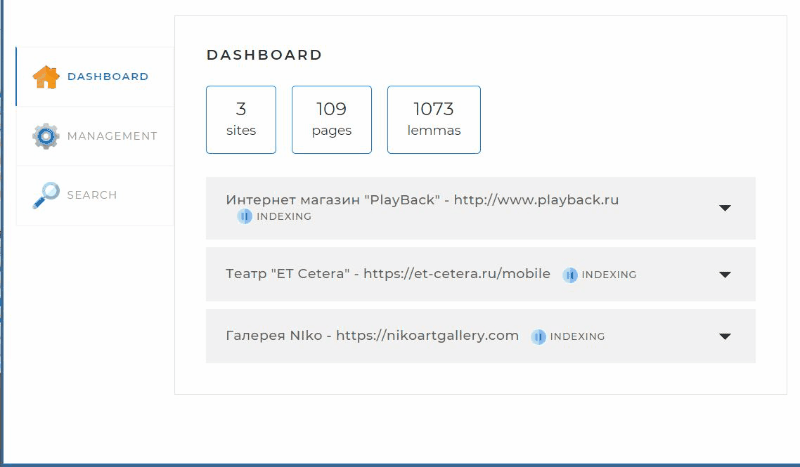 DASHBOARD
MANAGEMENT
SEARCH
DASHBOARD
3
sites
109
pages
1073
lemmas
Интернет магазин "PlayBack" - http://www.playback.ru
INDEXING
Театр "ET Cetera" - https://et-cetera.ru/mobile INDEXING
Галерея NIko - https://nikoartgallery.com INDEXING